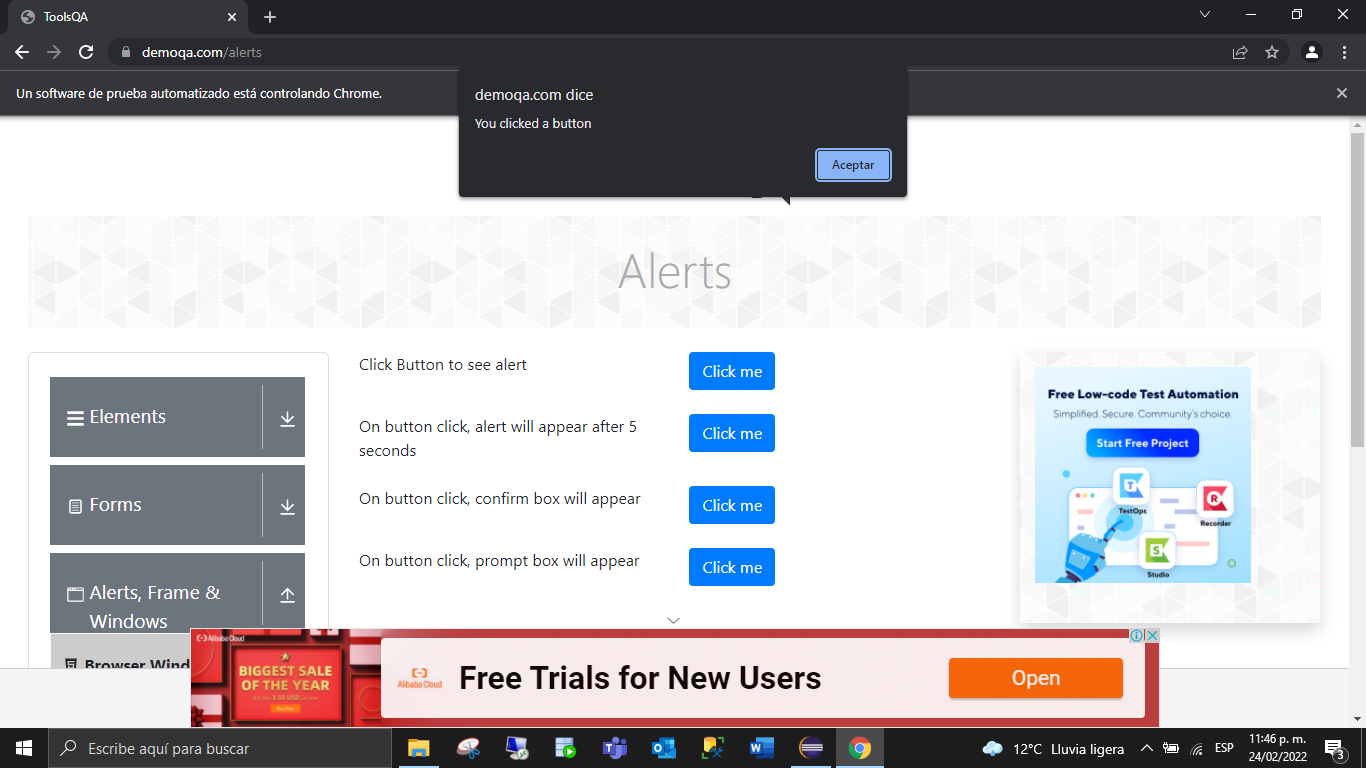 ToolsQA
demoqa.com/alerts
Un software de prueba automatizado está controlando Chrome.
demoqa.com dice
You clicked a button
Aceptar
Alerts
Elements
Forms
Alerts, Frame &
Windows
Browser Wind
Click Button to see alert
Click me
On button click, alert will appear after 5
seconds
Click me
On button click, confirm box will appear
Click me
On button click, prompt box will appear
Click me
Free Low-code Test Automation
Simplified. Secure. Community's choice.
Start Free Project
TestOps
Recorder
Studio
Alibaba Cloud
BIGGEST SALE
OF THE YEAR
Buy Now
Alibaba Cloud
Free Trials for New Users
Open
Escribe aquí para buscar
12°C Lluvia ligera
ESP
11:46 p. m.
24/02/2022
3